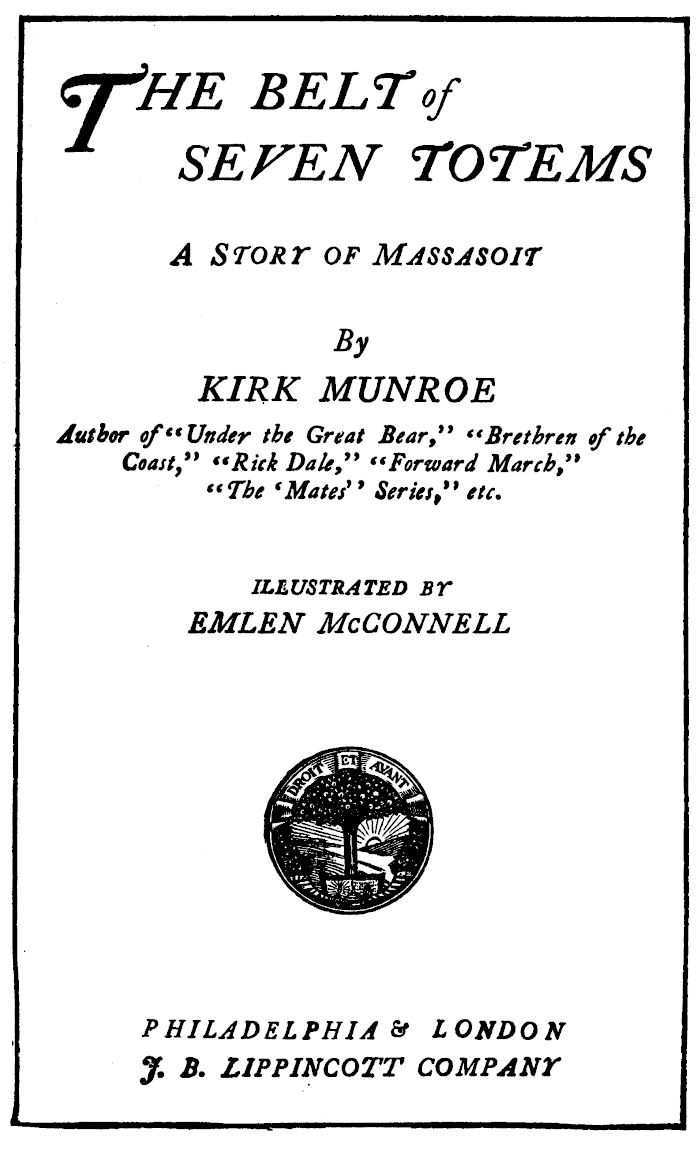 THE BELT of
SEVEN TOTEMS
A STORY OF MASSASOIT
By
KIRK MUNROE
Author of “Under the Great Bear,” “Brethren of the
Coast,” “Rick Dale,” “Forward March,”
“The ‘Mates’ Series,” etc.
ILLUSTRATED BY
EMLEN McCONNELL
DROIT ET AVANT
PHILADELPHIA & LONDON
J. B. LIPPINCOTT COMPANY